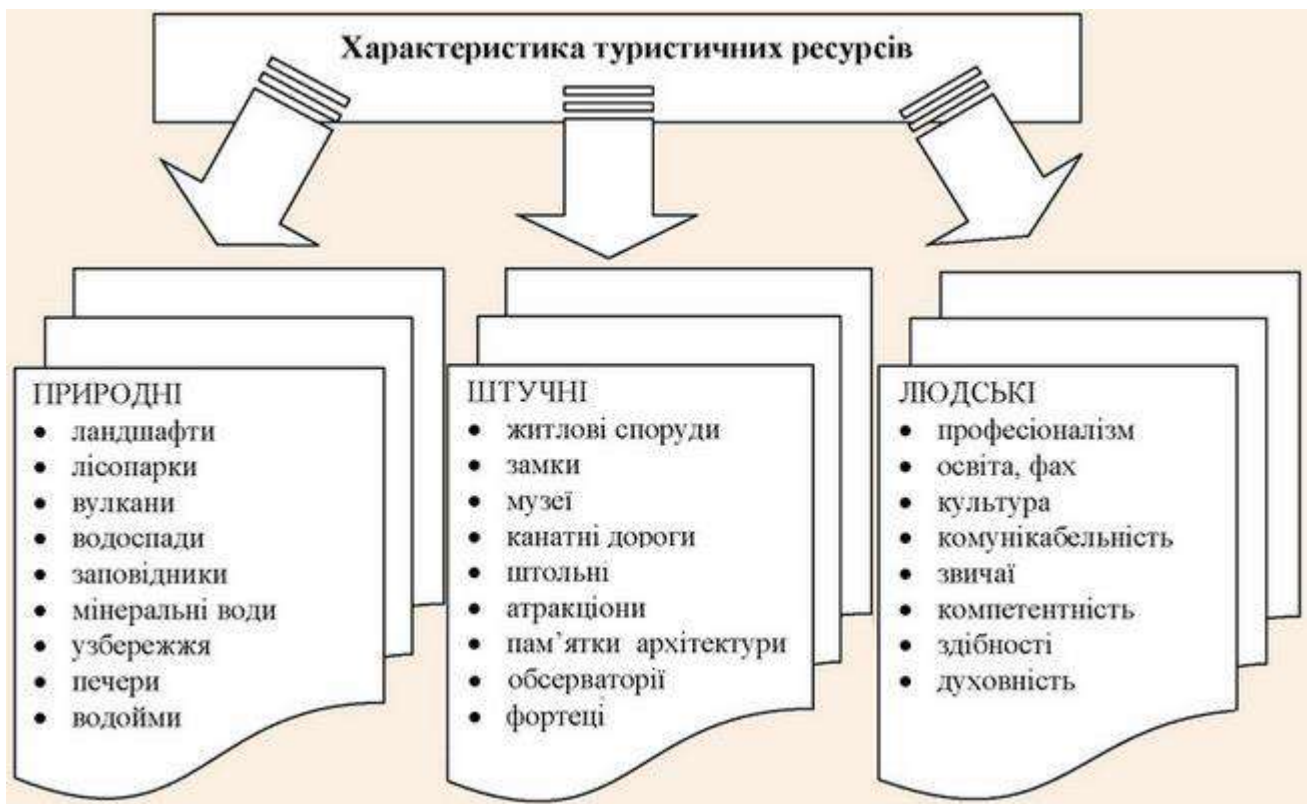 Характеристика туристичних ресурсів
ПРИРОДНІ
• ландшафти
• лісопарки
• вулкани
• водоспади
• заповідники
• мінеральні води
• узбережжя
• печери
• водойми
ШТУЧНІ
• житлові споруди
• замки
• музеї
• канатні дороги
• штольні
• атракціони
• пам’ятки архітектури
• обсерваторії
• фортеці
ЛЮДСЬКІ
• професіоналізм
• освіта, фах
• культура
• комунікабельність
• звичаї
• компетентність
• здібності
• духовність